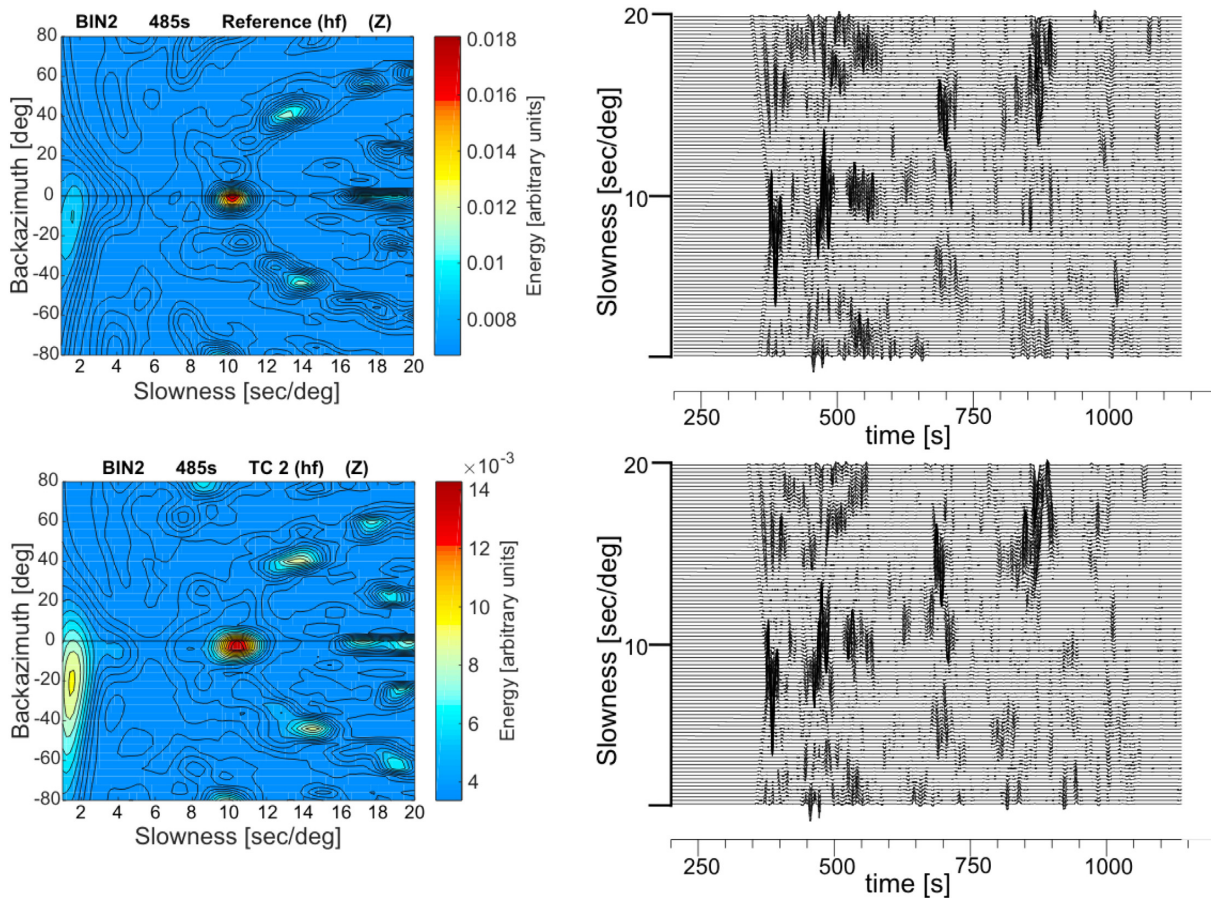 BIN2 485s Reference (hf) (Z)
80
60
40
20
0
-20
-40
-60
-80
Backazimuth [deg]
2 4 6 8 10 12 14 16 18 20
Slowness [sec/deg]
0.018
0.016
0.014
0.012
0.01
0.008
Energy [arbitrary units]
20
10
Slowness [sec/deg]
250 500 750 1000
time [s]
BIN2 485s TC 2 (hf) (Z)
80
60
40
20
0
-20
-40
-60
-80
Backazimuth [deg]
2 4 6 8 10 12 14 16 18 20
Slowness [sec/deg]
×10⁻³
14
12
10
8
6
4
Energy [arbitrary units]
20
10
Slowness [sec/deg]
250 500 750 1000
time [s]